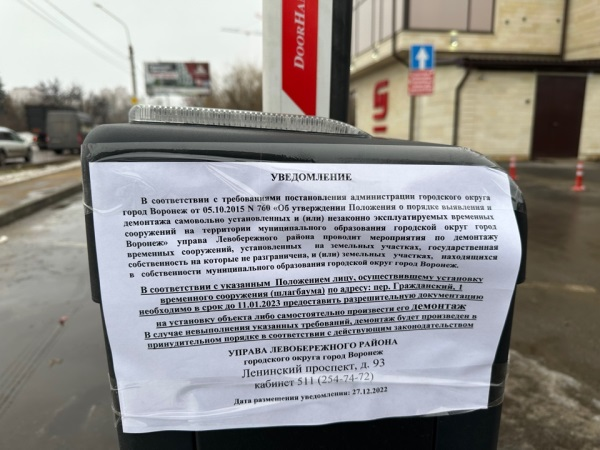 DOORHAN
УВЕДОМЛЕНИЕ
В соответствии с требованиями постановления администрации городского округа
город Воронеж от 05.10.2015 N 760 «Об утверждении Положения о порядке выявления и
демонтажа самовольно установленных и (или) незаконно эксплуатируемых временных
сооружений на территории муниципального образования городской округ город
Воронеж» управа Левобережного района проводит мероприятия по демонтажу
временных сооружений, установленных на земельных участках, государственная
собственность на которые не разграничена, и (или) земельных участках, находящихся
в собственности муниципального образования городской округ город Воронеж.
В соответствии с указанным Положением лицу, осуществившему установку
временного сооружения (шлагбаума) по адресу: пер. Гражданский, 1
необходимо в срок до 11.01.2023 предоставить разрешительную документацию
на установку объекта либо самостоятельно произвести его демонтаж
В случае невыполнения указанных требований, демонтаж будет произведен в
принудительном порядке в соответствии с действующим законодательством
УПРАВА ЛЕВОБЕРЕЖНОГО РАЙОНА
городского округа город Воронеж
Ленинский проспект, д. 93
кабинет 511 (254-74-72)
Дата размещения уведомления: 27.12.2022